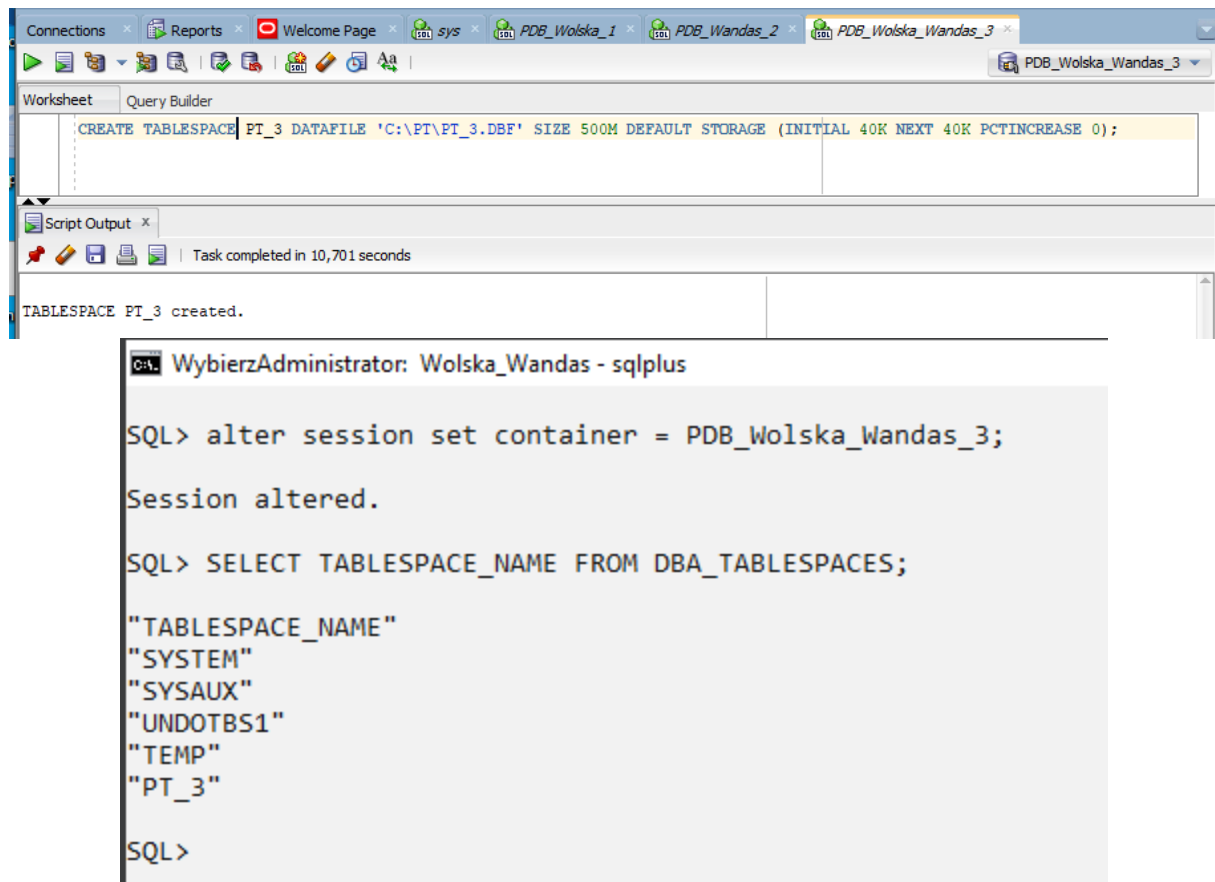 Connections Reports Welcome Page sys PDB_Wolska_1 PDB_Wandas_2 PDB_Wolska_Wandas_3
PDB_Wolska_Wandas_3
Worksheet Query Builder
CREATE TABLESPACE PT_3 DATAFILE 'C:\PT\PT_3.DBF' SIZE 500M DEFAULT STORAGE (INITIAL 40K NEXT 40K PCTINCREASE 0);
Script Output x
Task completed in 10,701 seconds
TABLESPACE PT_3 created.
WybierzAdministrator: Wolska_Wandas - sqlplus
SQL> alter session set container = PDB_Wolska_Wandas_3;
Session altered.
SQL> SELECT TABLESPACE_NAME FROM DBA_TABLESPACES;
"TABLESPACE_NAME"
"SYSTEM"
"SYSAUX"
"UNDOTBS1"
"TEMP"
"PT_3"
SQL>